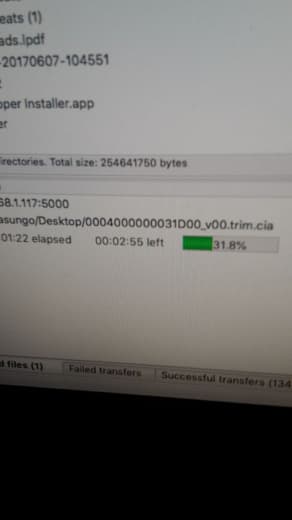 eats (1)
ads.lpdf
-20170607-104551
oper Installer.app
er
irectories. Total size: 254641750 bytes
68.1.117:5000
asungo/Desktop/0004000000031D00_v00.trim.cia
01:22 elapsed 00:02:55 left 31.8%
d files (1) Failed transfers Successful transfers (134